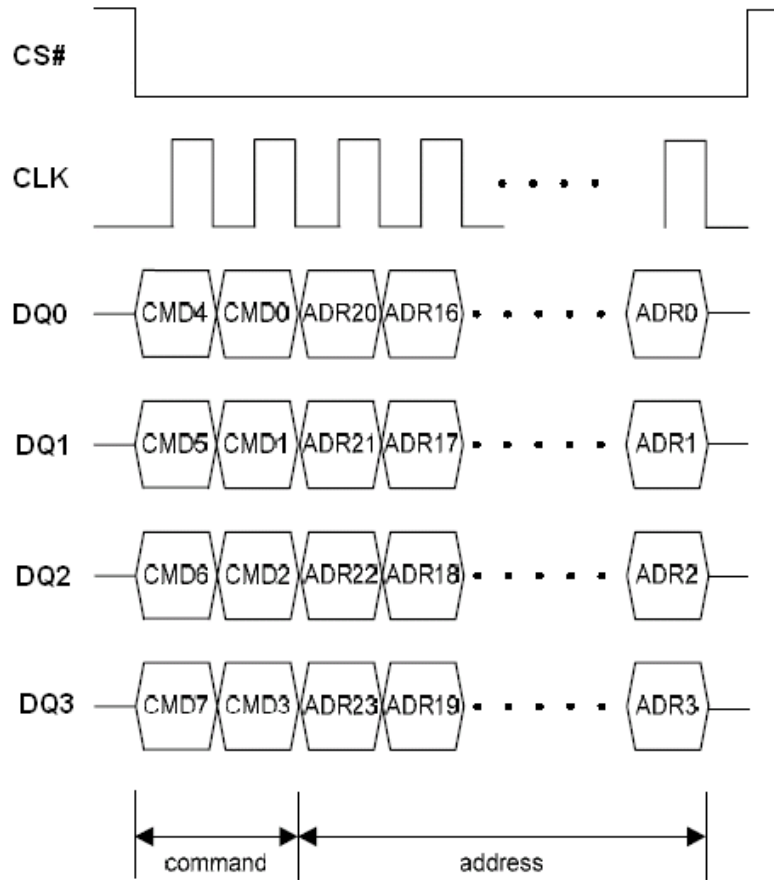 CS#
CLK
DQ0 CMD4 CMD0 ADR20 ADR16 ADR0
DQ1 CMD5 CMD1 ADR21 ADR17 ADR1
DQ2 CMD6 CMD2 ADR22 ADR18 ADR2
DQ3 CMD7 CMD3 ADR23 ADR19 ADR3
command address